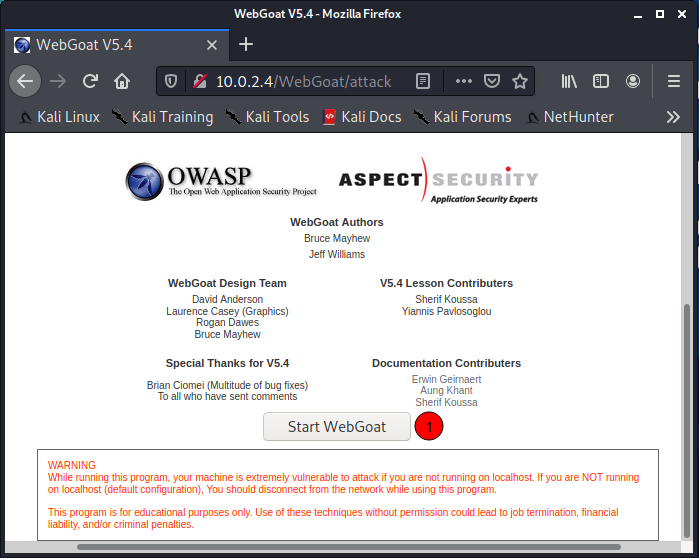 WebGoat V5.4 - Mozilla Firefox
WebGoat V5.4
10.0.2.4/WebGoat/attack
Kali Linux Kali Training Kali Tools Kali Docs Kali Forums NetHunter
OWASP
The Open Web Application Security Project
ASPECT SECURITY
Application Security Experts
WebGoat Authors
Bruce Mayhew
Jeff Williams
WebGoat Design Team
David Anderson
Laurence Casey (Graphics)
Rogan Dawes
Bruce Mayhew
V5.4 Lesson Contributers
Sherif Koussa
Yiannis Pavlosoglou
Special Thanks for V5.4
Brian Ciomei (Multitude of bug fixes)
To all who have sent comments
Documentation Contributers
Erwin Geirnaert
Aung Khant
Sherif Koussa
Start WebGoat
1
WARNING
While running this program, your machine is extremely vulnerable to attack if you are not running on localhost. If you are NOT running
on localhost (default configuration), You should disconnect from the network while using this program.
This program is for educational purposes only. Use of these techniques without permission could lead to job termination, financial
liability, and/or criminal penalties.